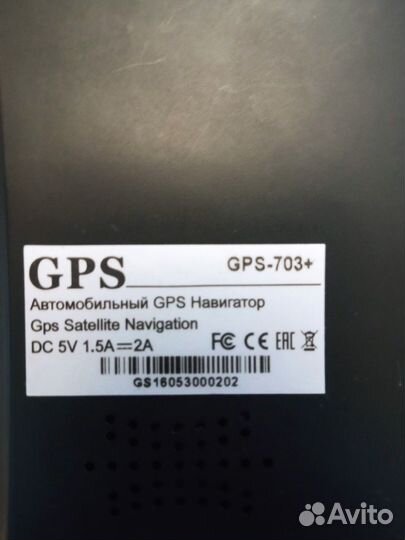 GPS
GPS-703+
Автомобильный GPS Навигатор
Gps Satellite Navigation
DC 5V 1.5A⎓2A FC CE EAC
GS16053000202
Avito